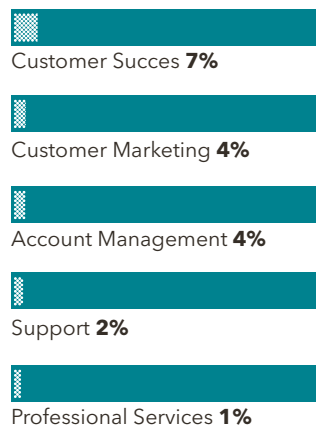 Customer Succes 7%
Customer Marketing 4%
Account Management 4%
Support 2%
Professional Services 1%